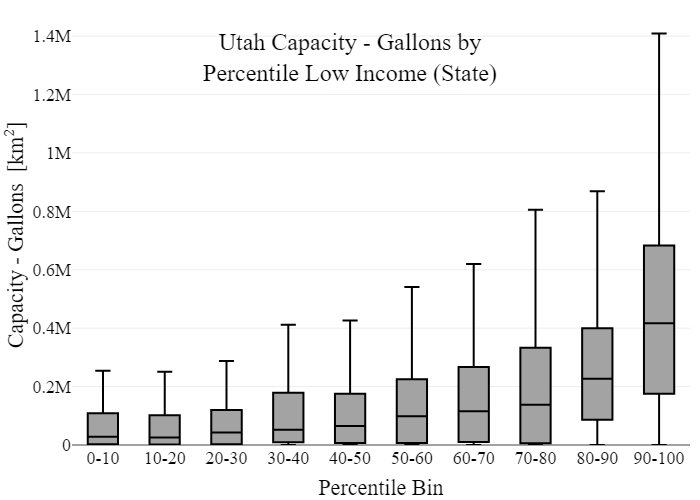 Utah Capacity - Gallons by
Percentile Low Income (State)
Capacity - Gallons [km²]
1.4M
1.2M
1M
0.8M
0.6M
0.4M
0.2M
0
0-10 10-20 20-30 30-40 40-50 50-60 60-70 70-80 80-90 90-100
Percentile Bin